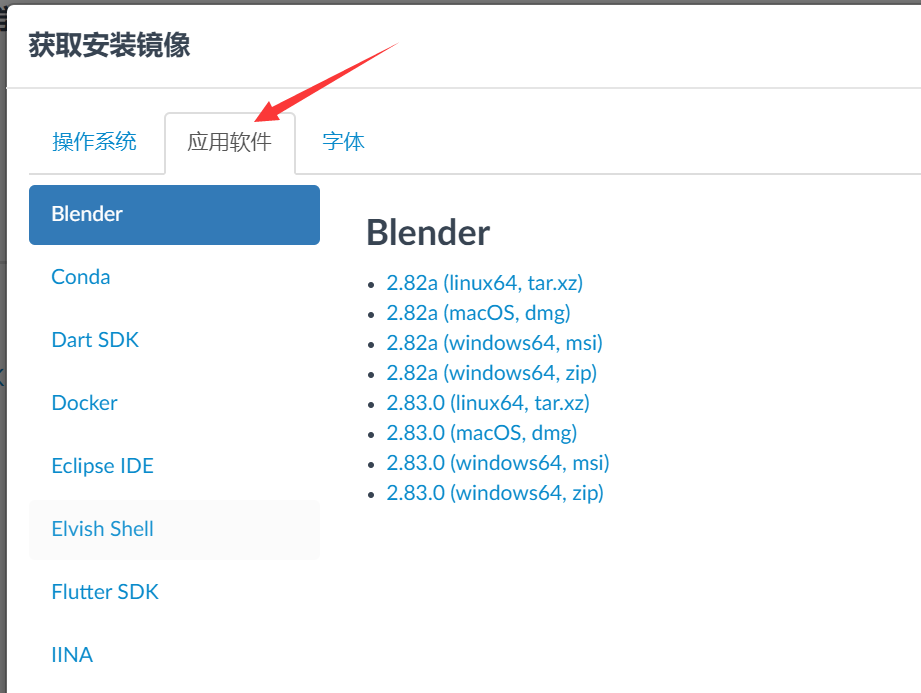 获取安装镜像
操作系统
应用软件
字体
Blender
Conda
Dart SDK
Docker
Eclipse IDE
Elvish Shell
Flutter SDK
IINA
Blender
2.82a (linux64, tar.xz)
2.82a (macOS, dmg)
2.82a (windows64, msi)
2.82a (windows64, zip)
2.83.0 (linux64, tar.xz)
2.83.0 (macOS, dmg)
2.83.0 (windows64, msi)
2.83.0 (windows64, zip)